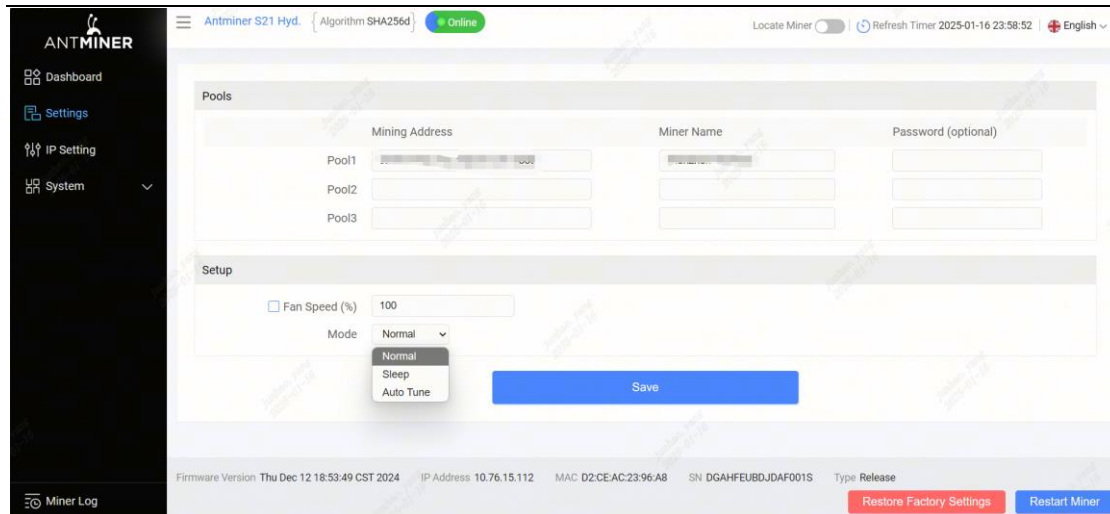 ANTMINER
Antminer S21 Hyd. { Algorithm SHA256d } Online
Locate Miner Refresh Timer 2025-01-16 23:58:52 English
Dashboard
Settings
IP Setting
System
Pools
Mining Address Miner Name Password (optional)
Pool1
Pool2
Pool3
Setup
Fan Speed (%) 100
Mode Normal
Normal
Sleep
Auto Tune
Save
Firmware Version Thu Dec 12 18:53:49 CST 2024 IP Address 10.76.15.112 MAC D2:CE:AC:23:96:A8 SN DGAHFEUBDJDAF001S Type Release
Miner Log
Restore Factory Settings Restart Miner